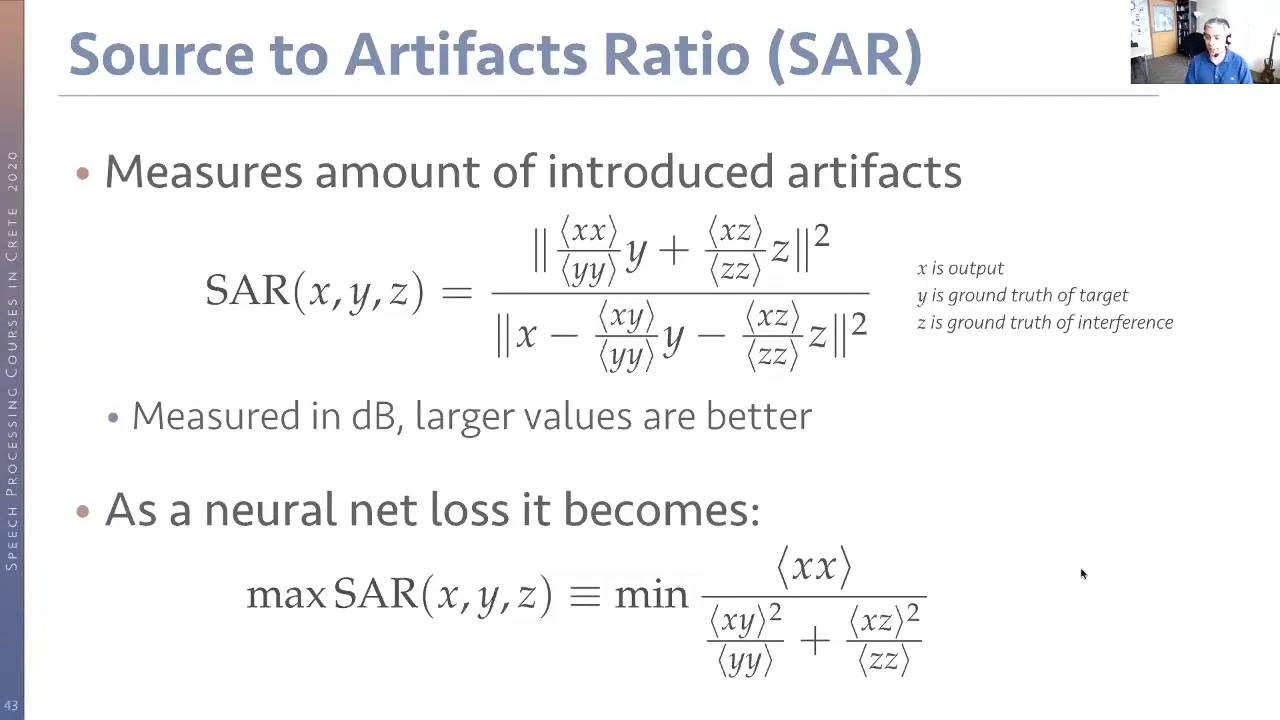 Source to Artifacts Ratio (SAR)
• Measures amount of introduced artifacts
SAR(x, y, z) = ‖ ⟨xx⟩/⟨yy⟩ y + ⟨xz⟩/⟨zz⟩ z ‖² / ‖ x − ⟨xy⟩/⟨yy⟩ y − ⟨xz⟩/⟨zz⟩ z ‖²
x is output
y is ground truth of target
z is ground truth of interference
• Measured in dB, larger values are better
• As a neural net loss it becomes:
max SAR(x, y, z) ≡ min ⟨xx⟩ / ( ⟨xy⟩²/⟨yy⟩ + ⟨xz⟩²/⟨zz⟩ )
Speech Processing Courses in Crete 2020
43